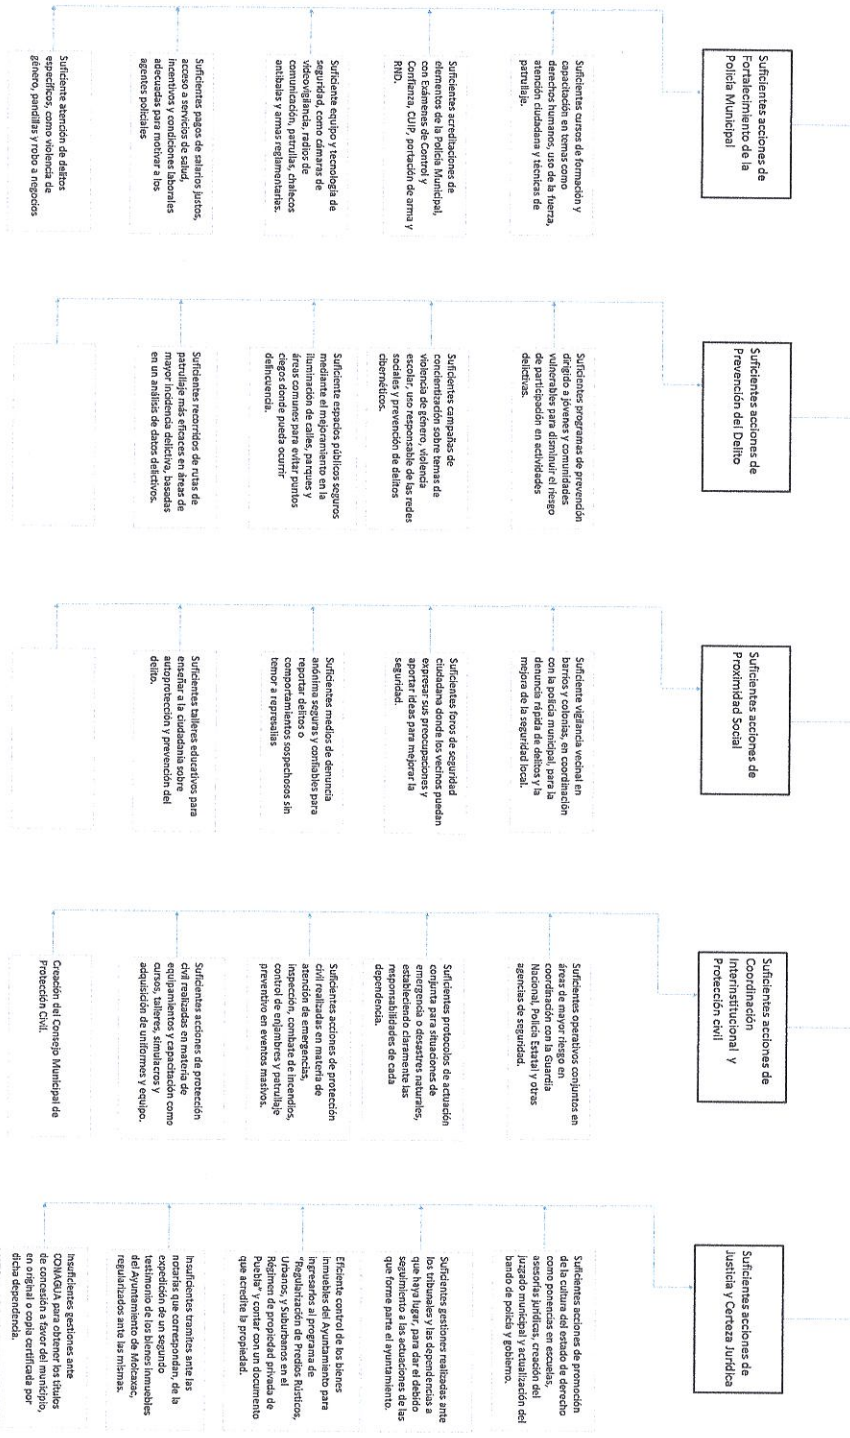 Suficientes acciones de
Fortalecimiento de la
Policía Municipal
Suficientes cursos de formación y
capacitación en temas como
derechos humanos, uso de la fuerza,
atención ciudadana y técnicas de
patrullaje.
Suficientes acreditaciones de
elementos de la Policía Municipal,
con Exámenes de Control y
Confianza, CUIP, portación de arma y
RND.
Suficiente equipo y tecnología de
seguridad, como cámaras de
videovigilancia, radios de
comunicación, patrullas, chalecos
antibalas y armas reglamentarias.
Suficientes pagos de salarios justos,
acceso a servicios de salud,
incentivos y condiciones laborales
adecuadas para motivar a los
agentes policiales
Suficiente atención de delitos
específicos, como violencia de
género, pandillas y robo a negocios
Suficientes acciones de
Prevención del Delito
Suficientes programas de prevención
dirigido a jóvenes y comunidades
vulnerables para disminuir el riesgo
de participación en actividades
delictivas.
Suficientes campañas de
concientización sobre temas de
violencia de género, violencia
escolar, uso responsable de las redes
sociales y prevención de delitos
cibernéticos.
Suficiente espacios públicos seguros
mediante el mejoramiento en la
iluminación de calles, parques y
áreas comunes para evitar puntos
ciegos donde pueda ocurrir
delincuencia.
Suficientes recorridos de rutas de
patrullaje más eficaces en áreas de
mayor incidencia delictiva, basadas
en un análisis de datos delictivos.
Suficientes acciones de
Proximidad Social
Suficiente vigilancia vecinal en
barrios y colonias, en coordinación
con la policía municipal, para la
denuncia rápida de delitos y la
mejora de la seguridad local.
Suficientes foros de seguridad
ciudadana donde los vecinos puedan
expresar sus preocupaciones y
aportar ideas para mejorar la
seguridad.
Suficientes medios de denuncia
anónima seguras y confiables para
reportar delitos o
comportamientos sospechosos sin
temor a represalias
Suficientes talleres educativos para
enseñar a la ciudadanía sobre
autoprotección y prevención del
delito.
Suficientes acciones de
Coordinación
Interinstitucional y
Protección civil
Suficientes operativos conjuntos en
áreas de mayor riesgo en
coordinación con la Guardia
Nacional, Policía Estatal y otras
agencias de seguridad.
Suficientes protocolos de actuación
conjunta para situaciones de
emergencia o desastres naturales,
estableciendo claramente las
responsabilidades de cada
dependencia.
Suficientes acciones de protección
civil realizadas en materia de
atención de emergencias,
inspección, combate de incendios,
control de enjambres y patrullaje
preventivo en eventos masivos.
Suficientes acciones de protección
civil realizadas en materia de
equipamientos y capacitación como
cursos, talleres, simulacros y
adquisición de uniformes y equipo.
Creación del Consejo Municipal de
Protección Civil.
Suficientes acciones de
Justicia y Certeza Jurídica
Suficientes acciones de promoción
de la cultura del estado de derecho
como ponencias en escuelas,
asesorías jurídicas, creación del
juzgado municipal y actualización del
bando de policía y gobierno.
Suficientes gestiones realizadas ante
los tribunales y las dependencias a
que haya lugar, para dar el debido
seguimiento a las actuaciones de las
que forme parte el ayuntamiento.
Eficiente control de los bienes
inmuebles del Ayuntamiento para
ingresarlos al programa de
"Regularización de Predios Rústicos,
Urbanos, y Suburbanos en el
Régimen de propiedad privada de
Puebla" y contar con un documento
que acredite la propiedad.
Insuficientes tramites ante las
notarías que correspondan, de la
expedición de un segundo
testimonio de los bienes inmuebles
del Ayuntamiento de Molcaxac,
regularizados ante las mismas.
Insuficientes gestiones ante
CONAGUA para obtener los títulos
de concesión a favor del municipio,
en original o copia certificada por
dicha dependencia.